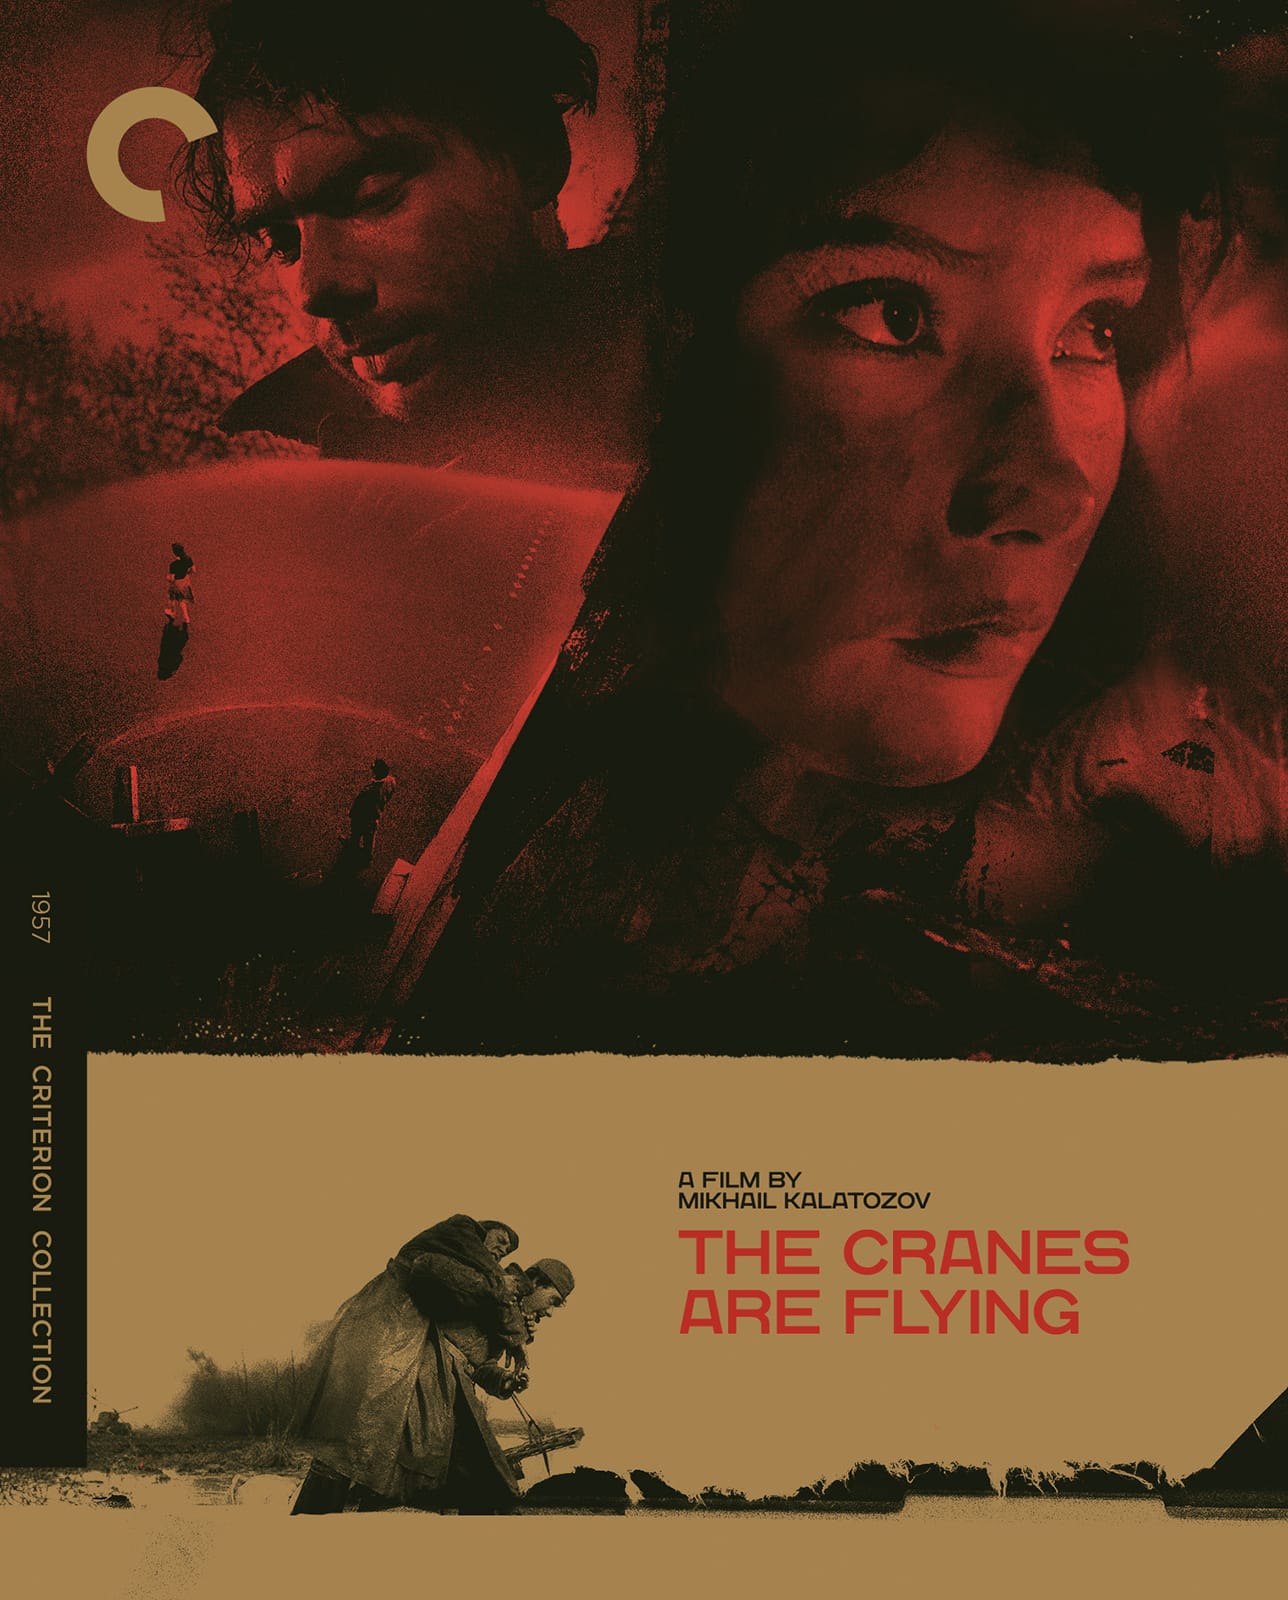 1957 THE CRITERION COLLECTION
A FILM BY
MIKHAIL KALATOZOV
THE CRANES
ARE FLYING